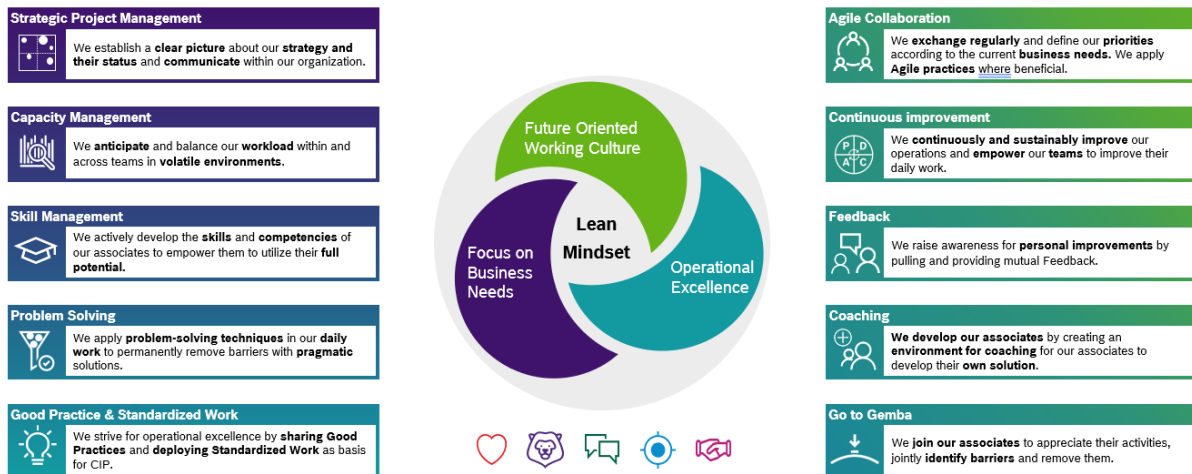 Strategic Project Management
We establish a clear picture about our strategy and
their status and communicate within our organization.
Capacity Management
We anticipate and balance our workload within and
across teams in volatile environments.
Skill Management
We actively develop the skills and competencies of
our associates to empower them to utilize their full
potential.
Problem Solving
We apply problem-solving techniques in our daily
work to permanently remove barriers with pragmatic
solutions.
Good Practice & Standardized Work
We strive for operational excellence by sharing Good
Practices and deploying Standardized Work as basis
for CIP.
Future Oriented
Working Culture
Lean
Mindset
Focus on
Business
Needs
Operational
Excellence
Agile Collaboration
We exchange regularly and define our priorities
according to the current business needs. We apply
Agile practices where beneficial.
Continuous improvement
P D
A C
We continuously and sustainably improve our
operations and empower our teams to improve their
daily work.
Feedback
We raise awareness for personal improvements by
pulling and providing mutual Feedback.
Coaching
We develop our associates by creating an
environment for coaching for our associates to
develop their own solution.
Go to Gemba
We join our associates to appreciate their activities,
jointly identify barriers and remove them.